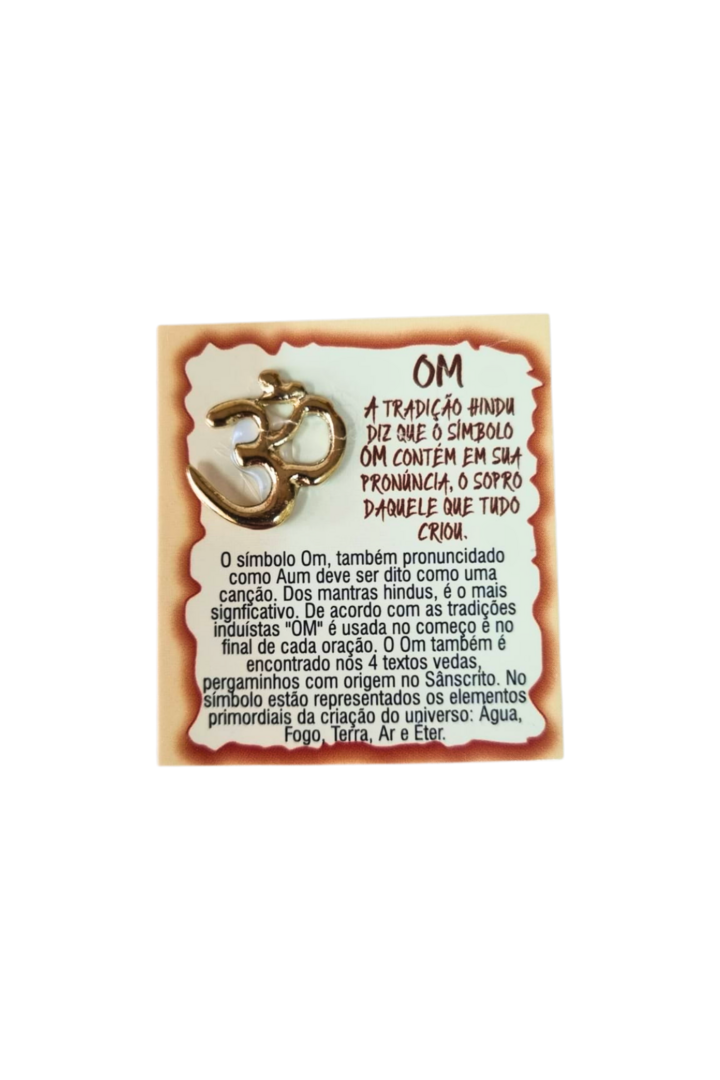 OM
A TRADIÇÃO HINDU
DIZ QUE O SÍMBOLO
OM CONTÉM EM SUA
PRONÚNCIA, O SOPRO
DAQUELE QUE TUDO
CRIOU.
O símbolo Om, também pronuncidado
como Aum deve ser dito como uma
canção. Dos mantras hindus, é o mais
signficativo. De acordo com as tradições
induístas "OM" é usada no começo e no
final de cada oração. O Om também é
encontrado nos 4 textos vedas,
pergaminhos com origem no Sânscrito. No
símbolo estão representados os elementos
primordiais da criação do universo: Água,
Fogo, Terra, Ar e Éter.